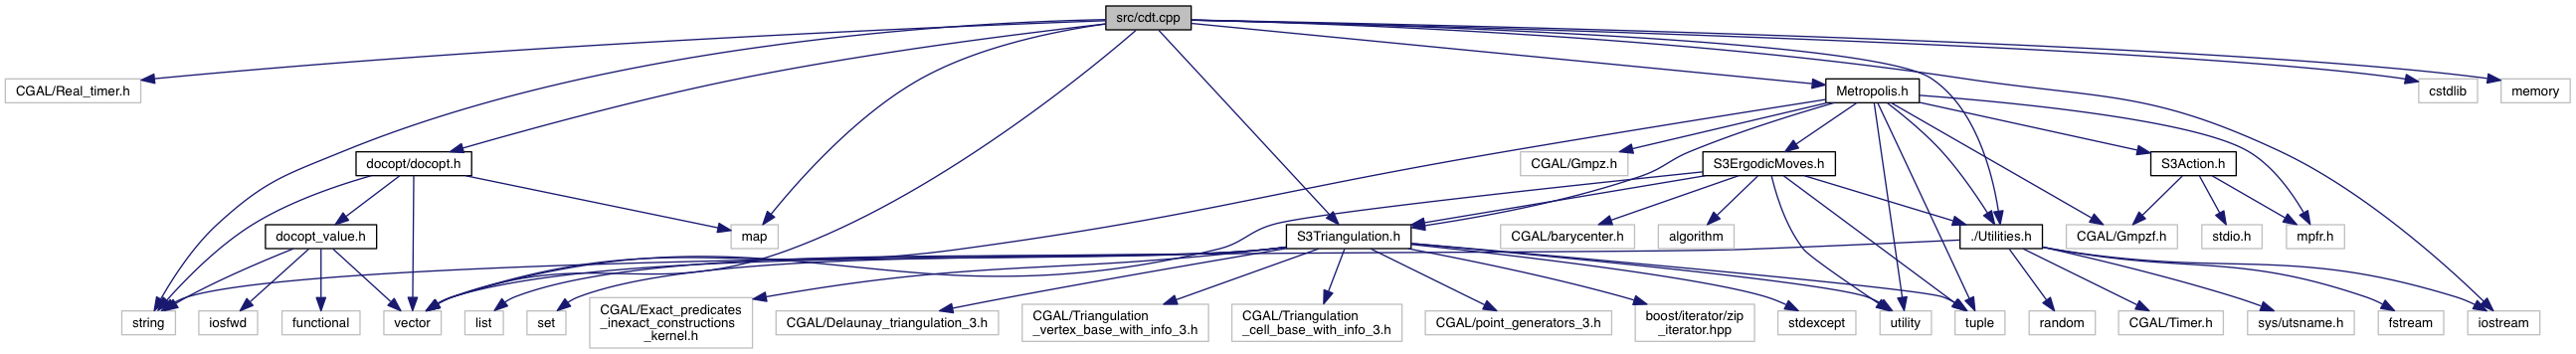 src/cdt.cpp
CGAL/Real_timer.h
Metropolis.h
cstdlib
memory
docopt/docopt.h
CGAL/Gmpz.h
S3ErgodicMoves.h
S3Action.h
docopt_value.h
map
S3Triangulation.h
CGAL/barycenter.h
algorithm
./Utilities.h
CGAL/Gmpzf.h
stdio.h
mpfr.h
string
iosfwd
functional
vector
list
set
CGAL/Exact_predicates
_inexact_constructions
_kernel.h
CGAL/Delaunay_triangulation_3.h
CGAL/Triangulation
_vertex_base_with_info_3.h
CGAL/Triangulation
_cell_base_with_info_3.h
CGAL/point_generators_3.h
boost/iterator/zip
_iterator.hpp
stdexcept
utility
tuple
random
CGAL/Timer.h
sys/utsname.h
fstream
iostream